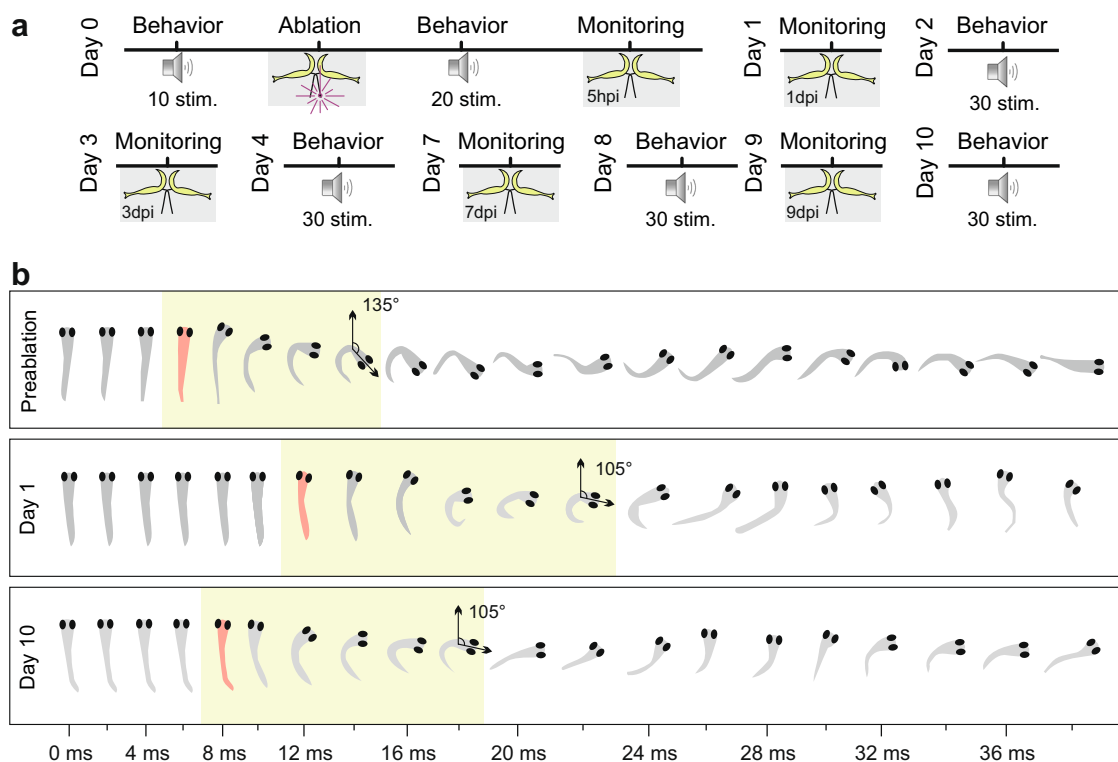 a
Day 0
Behavior
Ablation
Behavior
Monitoring
Day 1
Monitoring
Day 2
Behavior
10 stim.
20 stim.
5hpi
1dpi
30 stim.
Day 3
Monitoring
Day 4
Behavior
Day 7
Monitoring
Day 8
Behavior
Day 9
Monitoring
Day 10
Behavior
3dpi
30 stim.
7dpi
30 stim.
9dpi
30 stim.
b
Preablation
135°
Day 1
105°
Day 10
105°
0 ms 4 ms 8 ms 12 ms 16 ms 20 ms 24 ms 28 ms 32 ms 36 ms